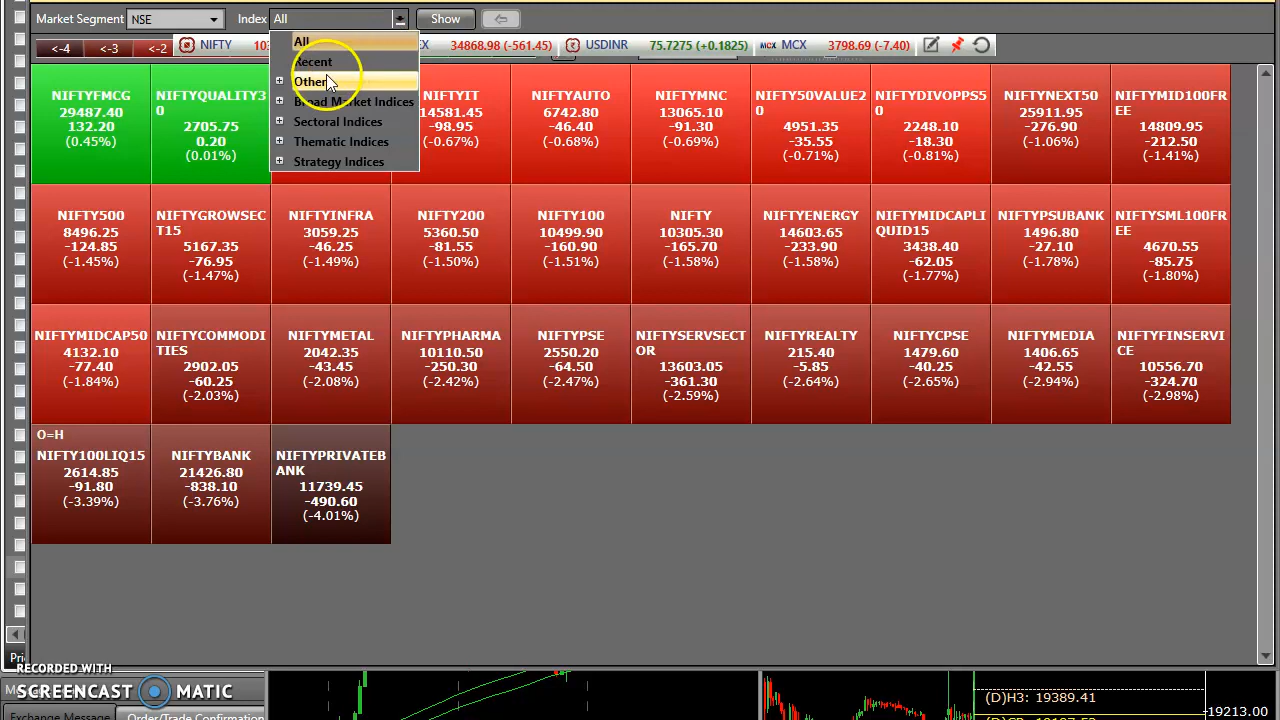 Market Segment NSE Index All Show
<-4 <-3 <-2 NIFTY EX 34868.98 (-561.45) USDINR 75.7275 (+0.1825) MCX MCX 3798.69 (-7.40)
All
Recent
Other
Broad Market Indices
Sectoral Indices
Thematic Indices
Strategy Indices
NIFTYFMCG
29487.40
132.20
(0.45%)
NIFTYQUALITY3
0
2705.75
0.20
(0.01%)
NIFTYIT
14581.45
-98.95
(-0.67%)
NIFTYAUTO
6742.80
-46.40
(-0.68%)
NIFTYMNC
13065.10
-91.30
(-0.69%)
NIFTY50VALUE2
0
4951.35
-35.55
(-0.71%)
NIFTYDIVOPPS5
0
2248.10
-18.30
(-0.81%)
NIFTYNEXT50
25911.95
-276.90
(-1.06%)
NIFTYMID100FR
EE
14809.95
-212.50
(-1.41%)
NIFTY500
8496.25
-124.85
(-1.45%)
NIFTYGROWSEC
T15
5167.35
-76.95
(-1.47%)
NIFTYINFRA
3059.25
-46.25
(-1.49%)
NIFTY200
5360.50
-81.55
(-1.50%)
NIFTY100
10499.90
-160.90
(-1.51%)
NIFTY
10305.30
-165.70
(-1.58%)
NIFTYENERGY
14603.65
-233.90
(-1.58%)
NIFTYMIDCAPLI
QUID15
3438.40
-62.05
(-1.77%)
NIFTYPSUBANK
1496.80
-27.10
(-1.78%)
NIFTYSML100FR
EE
4670.55
-85.75
(-1.80%)
NIFTYMIDCAP50
4132.10
-77.40
(-1.84%)
NIFTYCOMMODI
TIES
2902.05
-60.25
(-2.03%)
NIFTYMETAL
2042.35
-43.45
(-2.08%)
NIFTYPHARMA
10110.50
-250.30
(-2.42%)
NIFTYPSE
2550.20
-64.50
(-2.47%)
NIFTYSERVSECT
OR
13603.05
-361.30
(-2.59%)
NIFTYREALTY
215.40
-5.85
(-2.64%)
NIFTYCPSE
1479.60
-40.25
(-2.65%)
NIFTYMEDIA
1406.65
-42.55
(-2.94%)
NIFTYFINSERVI
CE
10556.70
-324.70
(-2.98%)
O=H
NIFTY100LIQ15
2614.85
-91.80
(-3.39%)
NIFTYBANK
21426.80
-838.10
(-3.76%)
NIFTYPRIVATEB
ANK
11739.45
-490.60
(-4.01%)
RECORDED WITH
SCREENCAST MATIC
Exchange Message Order/Trade Confirmation
(D)H3: 19389.41
-19213.00